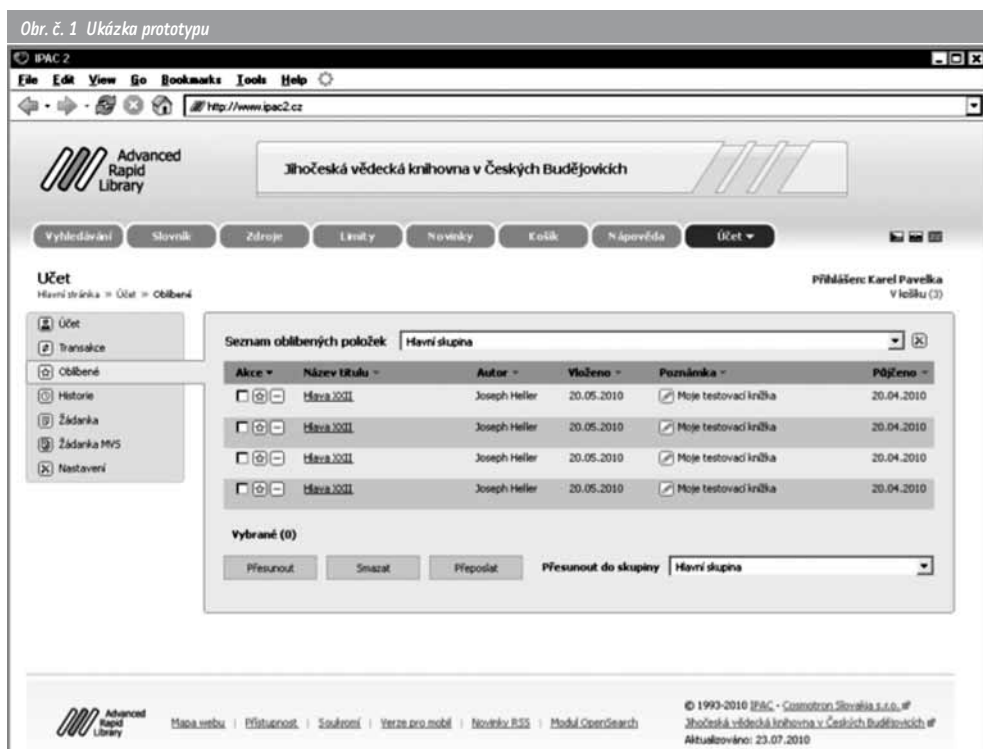 Obr. č. 1 Ukázka prototypu
IPAC 2
File Edit View Go Bookmarks Tools Help
http://www.ipac2.cz
Advanced
Rapid
Library
Jihočeská vědecká knihovna v Českých Budějovicích
Vyhledávání Slovník Zdroje Limity Novinky Košík Nápověda Účet
Učet
Přihlášen: Karel Pavelka
Hlavní stránka » Účet » Oblíbené
V košíku (3)
Účet
Transakce
Oblíbené
Historie
Žádanka
Žádanka MVS
Nastavení
Seznam oblíbených položek Hlavní skupina
Akce Název titulu Autor Vloženo Poznámka Půjčeno
Hlava XXII Joseph Heller 20.05.2010 Moje testovací knížka 20.04.2010
Hlava XXII Joseph Heller 20.05.2010 Moje testovací knížka 20.04.2010
Hlava XXII Joseph Heller 20.05.2010 Moje testovací knížka 20.04.2010
Hlava XXII Joseph Heller 20.05.2010 Moje testovací knížka 20.04.2010
Vybrané (0)
Přesunout Smazat Přeposlat Přesunout do skupiny Hlavní skupina
Advanced
Rapid
Library
Mapa webu | Přístupnost | Soukromí | Verze pro mobil | Novinky RSS | Modul OpenSearch
© 1993-2010 IPAC - Cosmotron Slovakia s.r.o.
Jihočeská vědecká knihovna v Českých Budějovicích
Aktualizováno: 23.07.2010